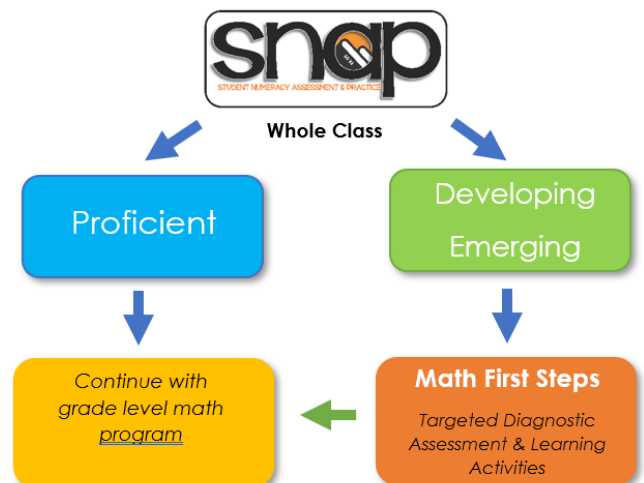 snap
STUDENT NUMERACY ASSESSMENT & PRACTICE
Whole Class
Proficient
Developing
Emerging
Continue with
grade level math
program
Math First Steps
Targeted Diagnostic
Assessment & Learning
Activities